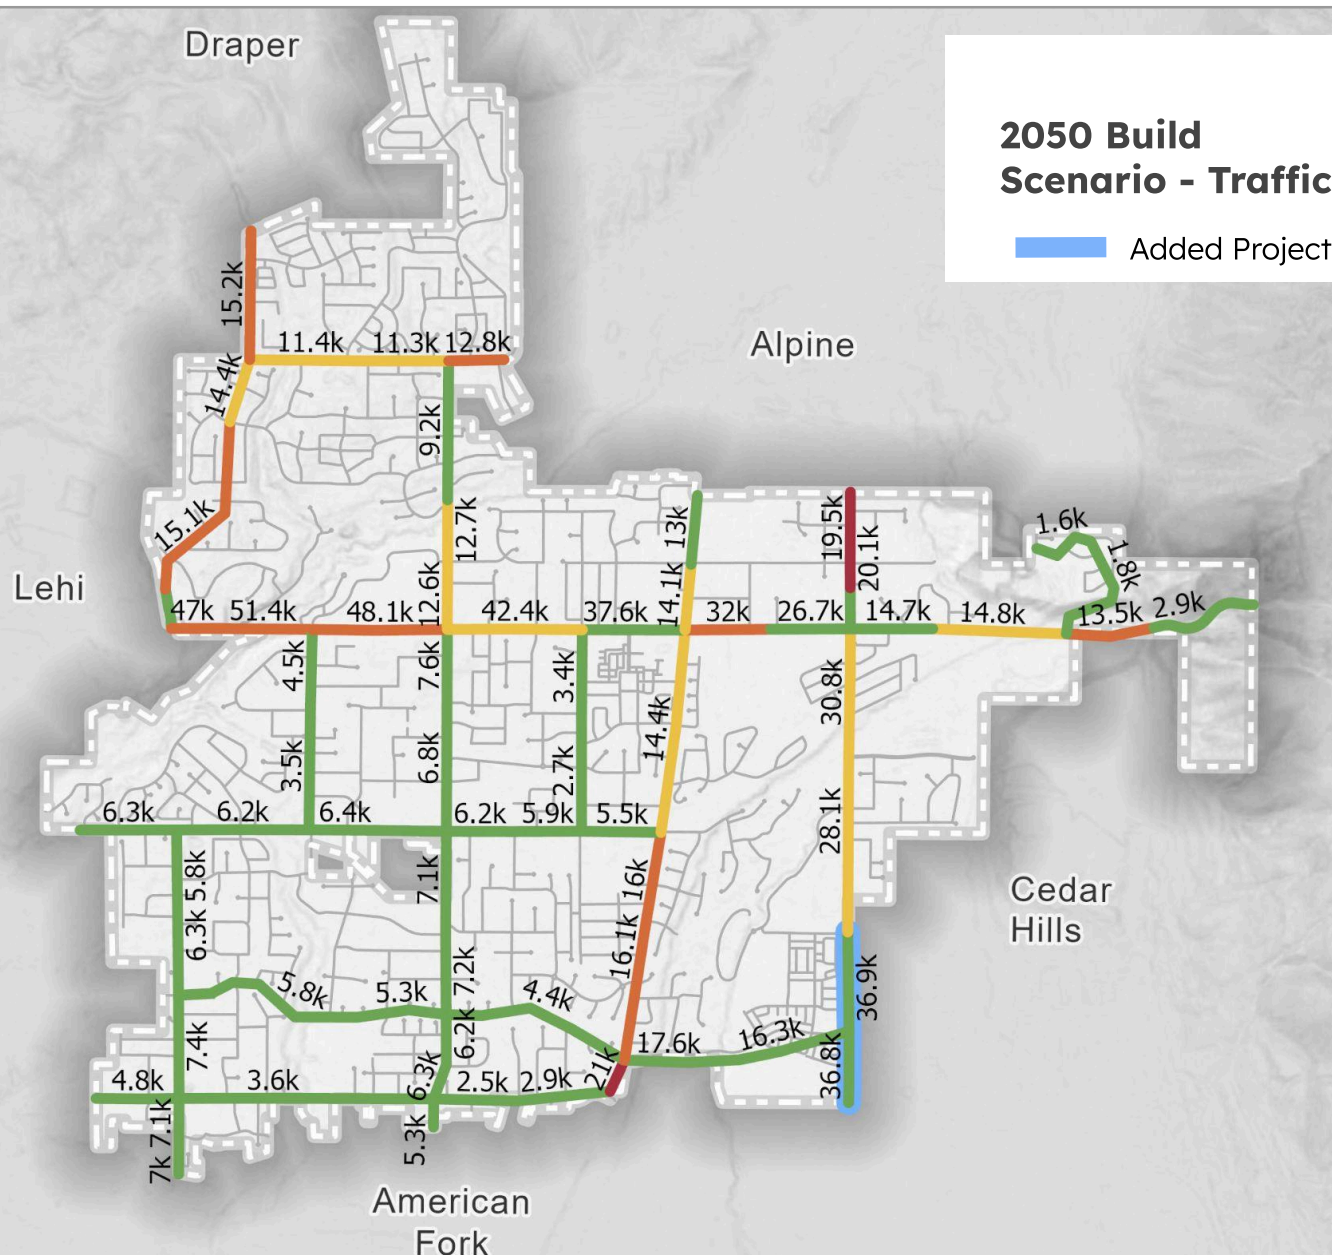 Draper
2050 Build
Scenario - Traffic
Added Project
15.2k
11.4k
11.3k
12.8k
Alpine
14.4k
9.2k
15.1k
12.7k
13k
19.5k
20.1k
1.6k
1.8k
Lehi
47k
51.4k
48.1k
12.6k
42.4k
37.6k
14.1k
32k
26.7k
14.7k
14.8k
13.5k
2.9k
4.5k
7.6k
3.4k
14.4k
30.8k
3.5k
6.8k
2.7k
28.1k
6.3k
6.2k
6.4k
6.2k
5.9k
5.5k
5.8k
7.1k
16k
Cedar
Hills
6.3k
16.1k
7.2k
36.9k
5.8k
5.3k
4.4k
7.4k
6.2k
17.6k
16.3k
36.8k
4.8k
3.6k
6.3k
2.5k
2.9k
21k
7.1k
7k
5.3k
American
Fork